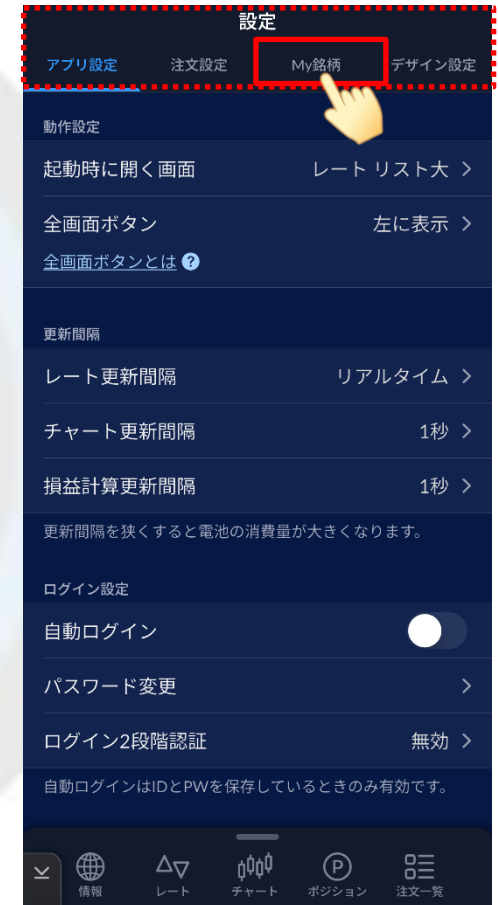 設定
アプリ設定 注文設定 My銘柄 デザイン設定
動作設定
起動時に開く画面 レート リスト大
全画面ボタン 左に表示
全画面ボタンとは ?
更新間隔
レート更新間隔 リアルタイム
チャート更新間隔 1秒
損益計算更新間隔 1秒
更新間隔を狭くすると電池の消費量が大きくなります。
ログイン設定
自動ログイン
パスワード変更
ログイン2段階認証 無効
自動ログインはIDとPWを保存しているときのみ有効です。
情報 レート チャート P ポジション 注文一覧